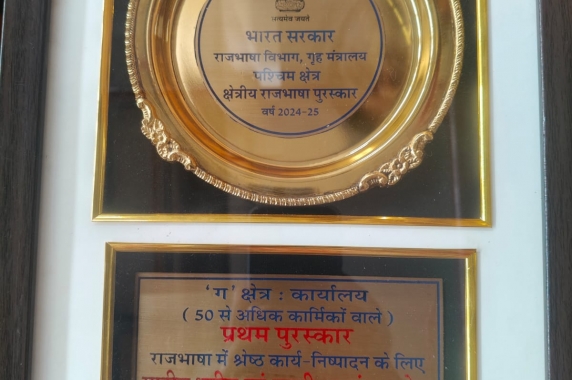 सत्यमेव जयते
भारत सरकार
राजभाषा विभाग, गृह मंत्रालय
पश्चिम क्षेत्र
क्षेत्रीय राजभाषा पुरस्कार
वर्ष 2024-25
'ग' क्षेत्र : कार्यालय
( 50 से अधिक कार्मिकों वाले )
प्रथम पुरस्कार
राजभाषा में श्रेष्ठ कार्य-निष्पादन के लिए